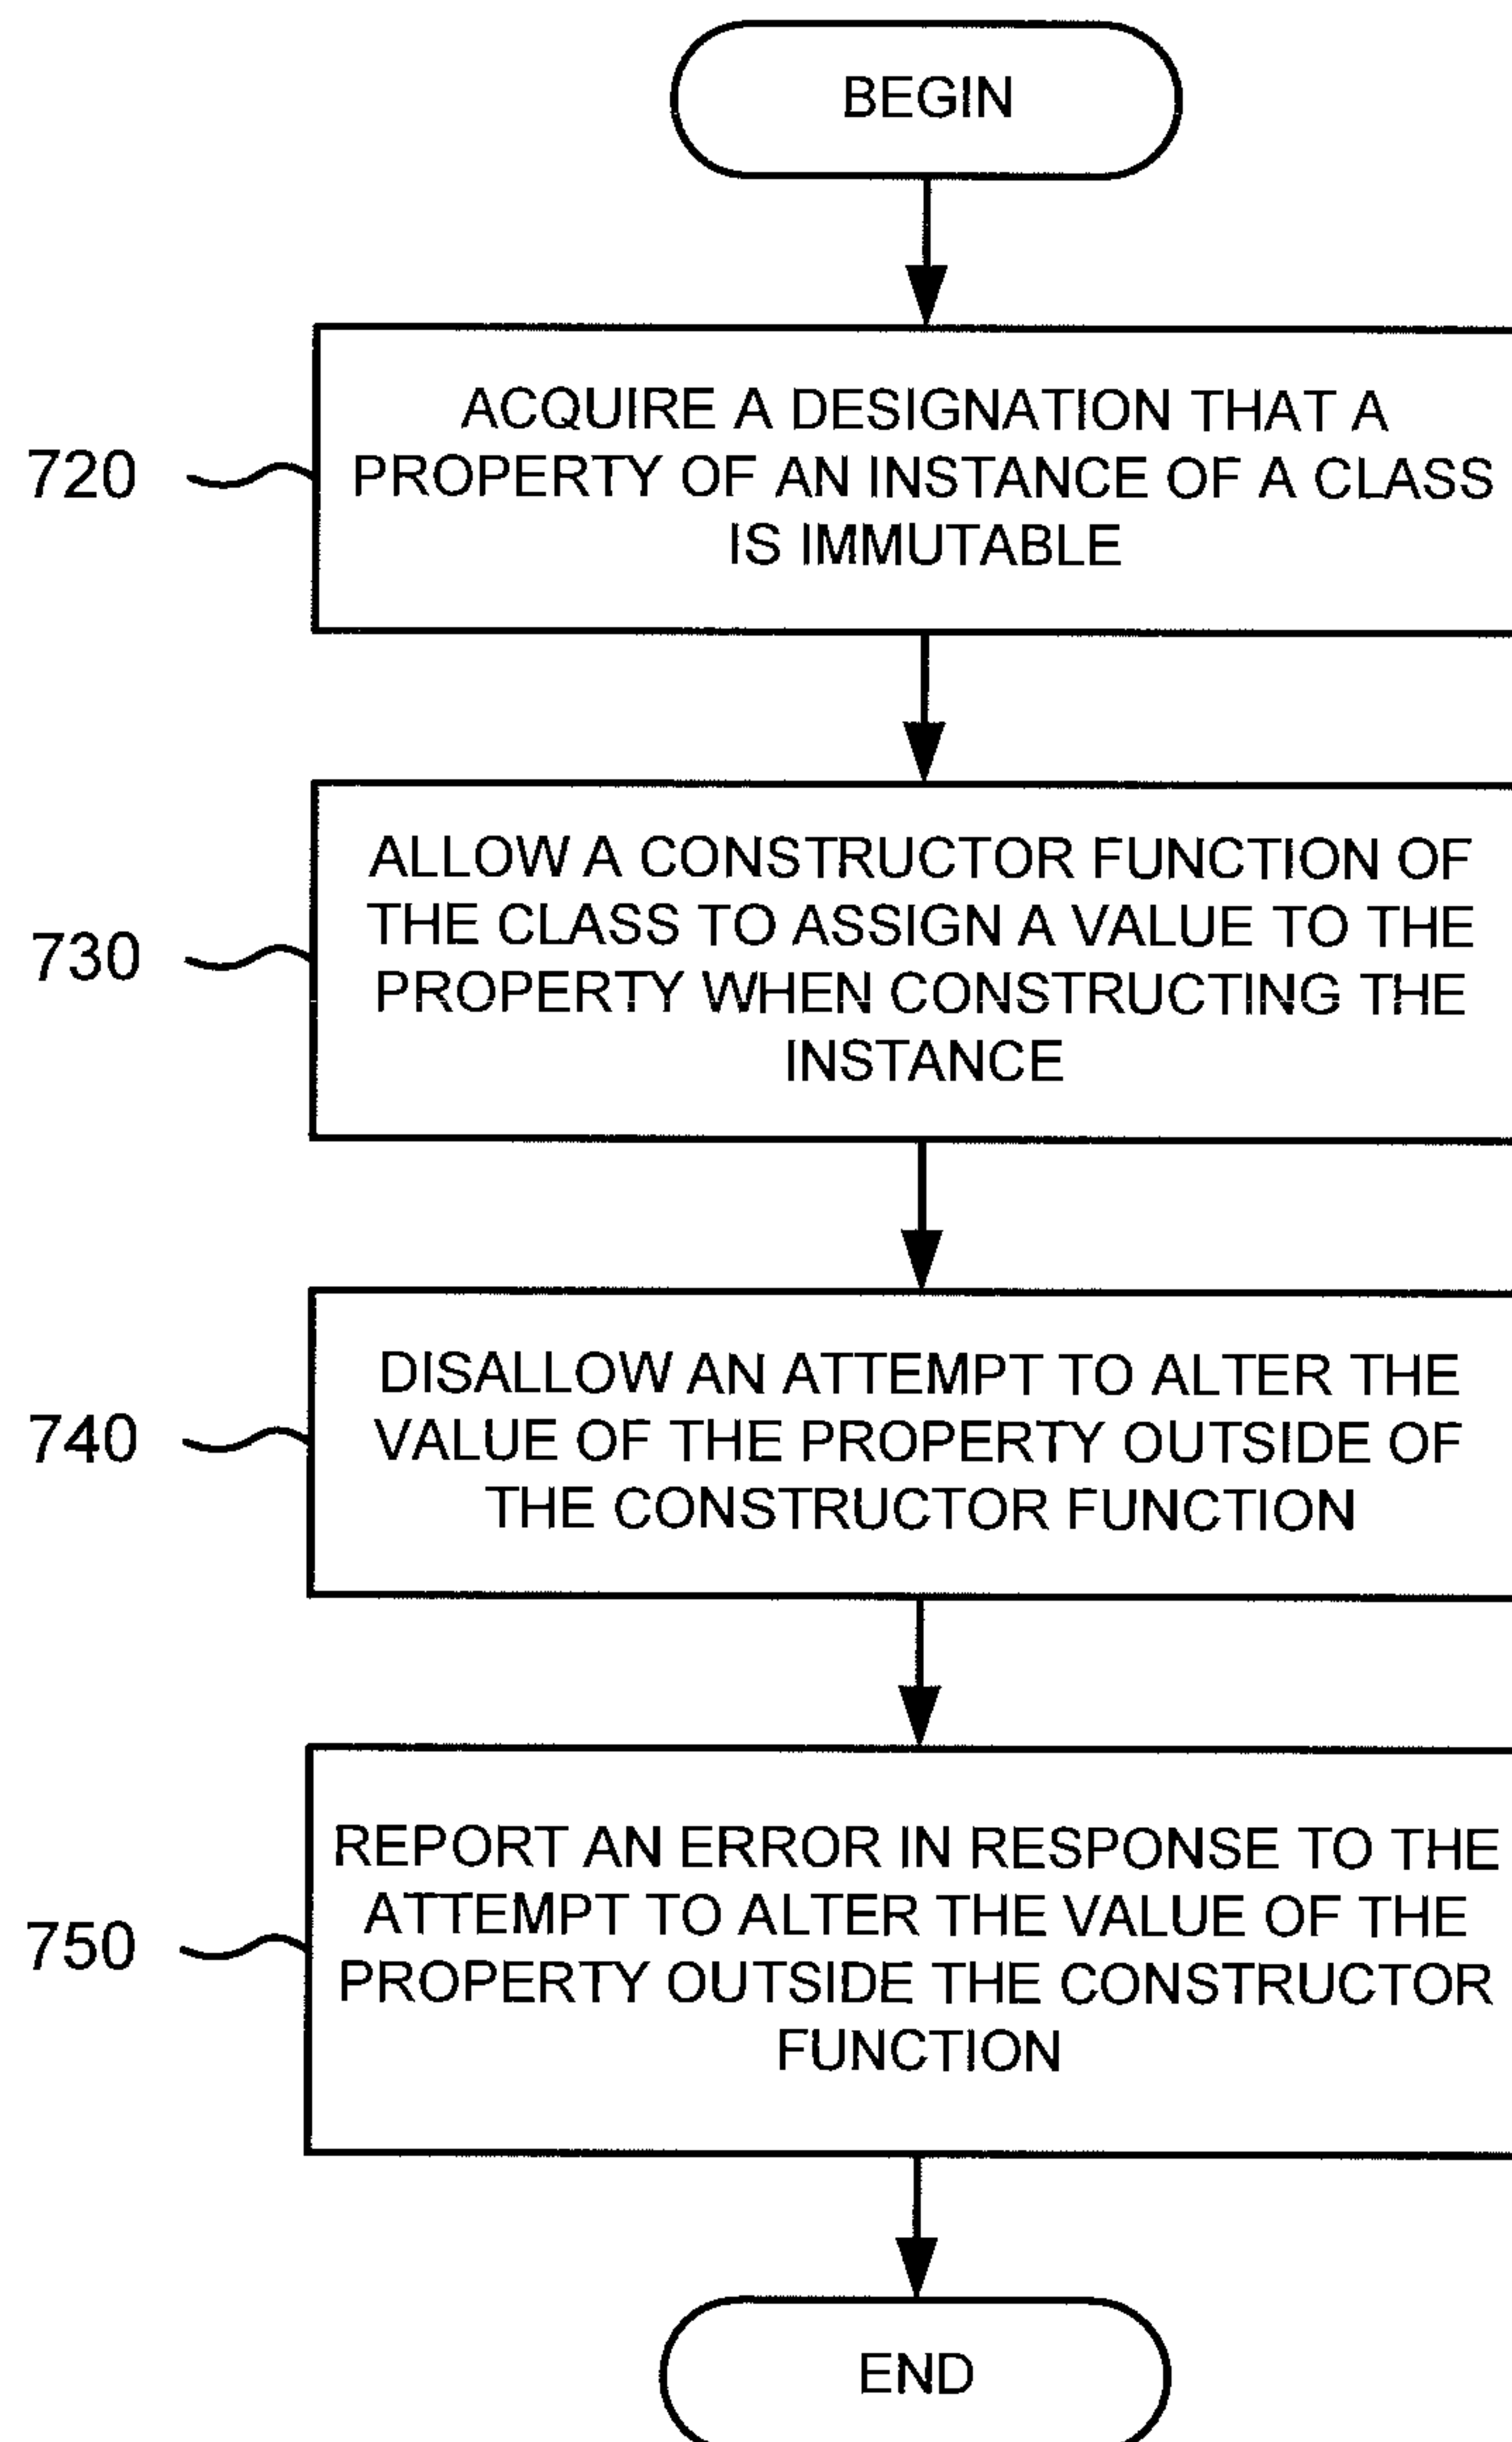 BEGIN
720
ACQUIRE A DESIGNATION THAT A
PROPERTY OF AN INSTANCE OF A CLASS
IS IMMUTABLE
730
ALLOW A CONSTRUCTOR FUNCTION OF
THE CLASS TO ASSIGN A VALUE TO THE
PROPERTY WHEN CONSTRUCTING THE
INSTANCE
740
DISALLOW AN ATTEMPT TO ALTER THE
VALUE OF THE PROPERTY OUTSIDE OF
THE CONSTRUCTOR FUNCTION
750
REPORT AN ERROR IN RESPONSE TO THE
ATTEMPT TO ALTER THE VALUE OF THE
PROPERTY OUTSIDE THE CONSTRUCTOR
FUNCTION
END